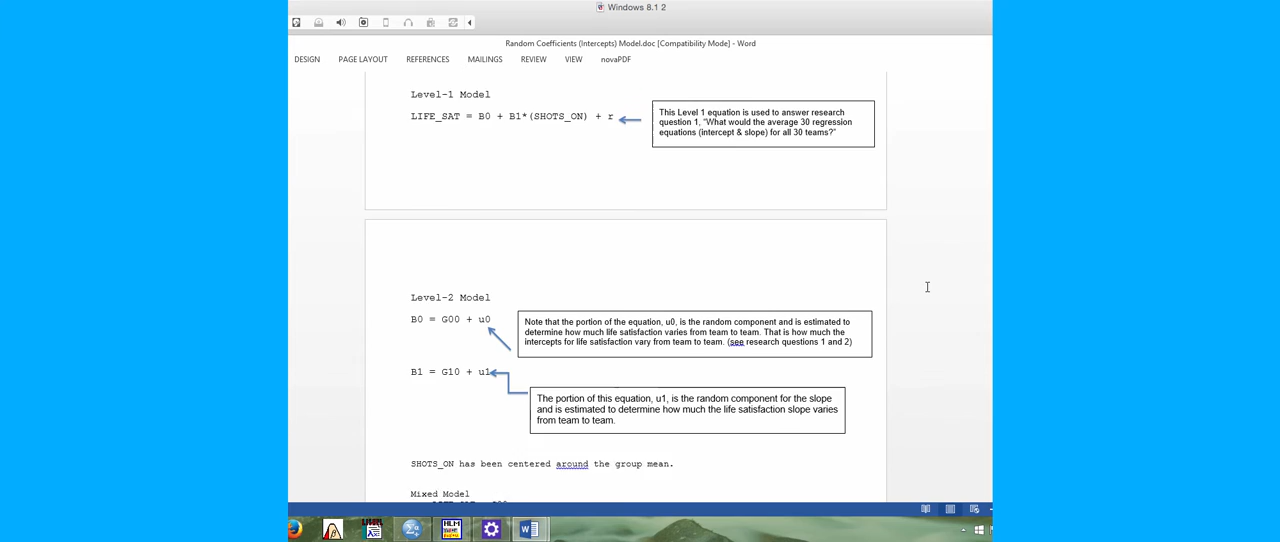 Windows 8.1 2
Random Coefficients (Intercepts) Model.doc [Compatibility Mode] - Word
DESIGN PAGE LAYOUT REFERENCES MAILINGS REVIEW VIEW novaPDF
Level-1 Model
LIFE_SAT = B0 + B1*(SHOTS_ON) + r
This Level 1 equation is used to answer research
question 1, "What would the average 30 regression
equations (intercept & slope) for all 30 teams?"
Level-2 Model
B0 = G00 + u0
Note that the portion of the equation, u0, is the random component and is estimated to
determine how much life satisfaction varies from team to team. That is how much the
intercepts for life satisfaction vary from team to team. (see research questions 1 and 2)
B1 = G10 + u1
The portion of this equation, u1, is the random component for the slope
and is estimated to determine how much the life satisfaction slope varies
from team to team.
SHOTS_ON has been centered around the group mean.
Mixed Model
HLM